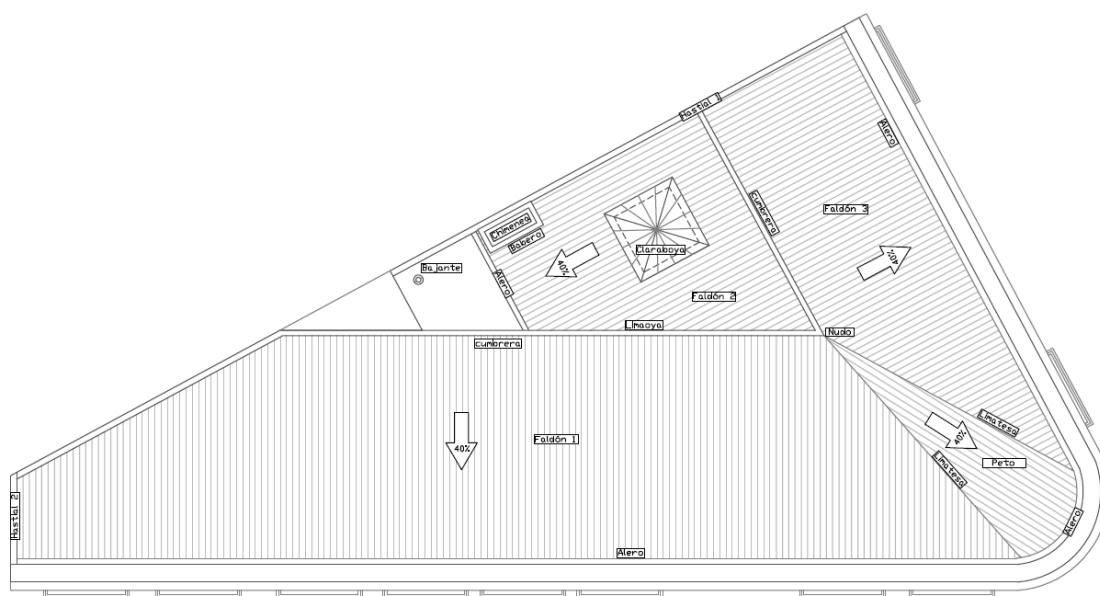 Hastial 1
Alero
Chimenea
Babero
cumbrera
Faldón 3
Claraboya
40%
40%
Bajante
Alero
Faldón 2
Limaoya
Nudo
cumbrera
Limatesa
Faldón 1
40%
40%
Limatesa
Peto
Hastial 2
Alero
Alero